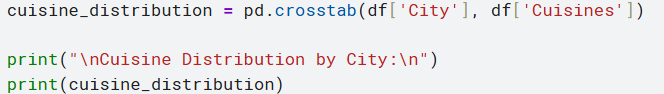 cuisine_distribution = pd.crosstab(df['City'], df['Cuisines'])
print("\nCuisine Distribution by City:\n")
print(cuisine_distribution)